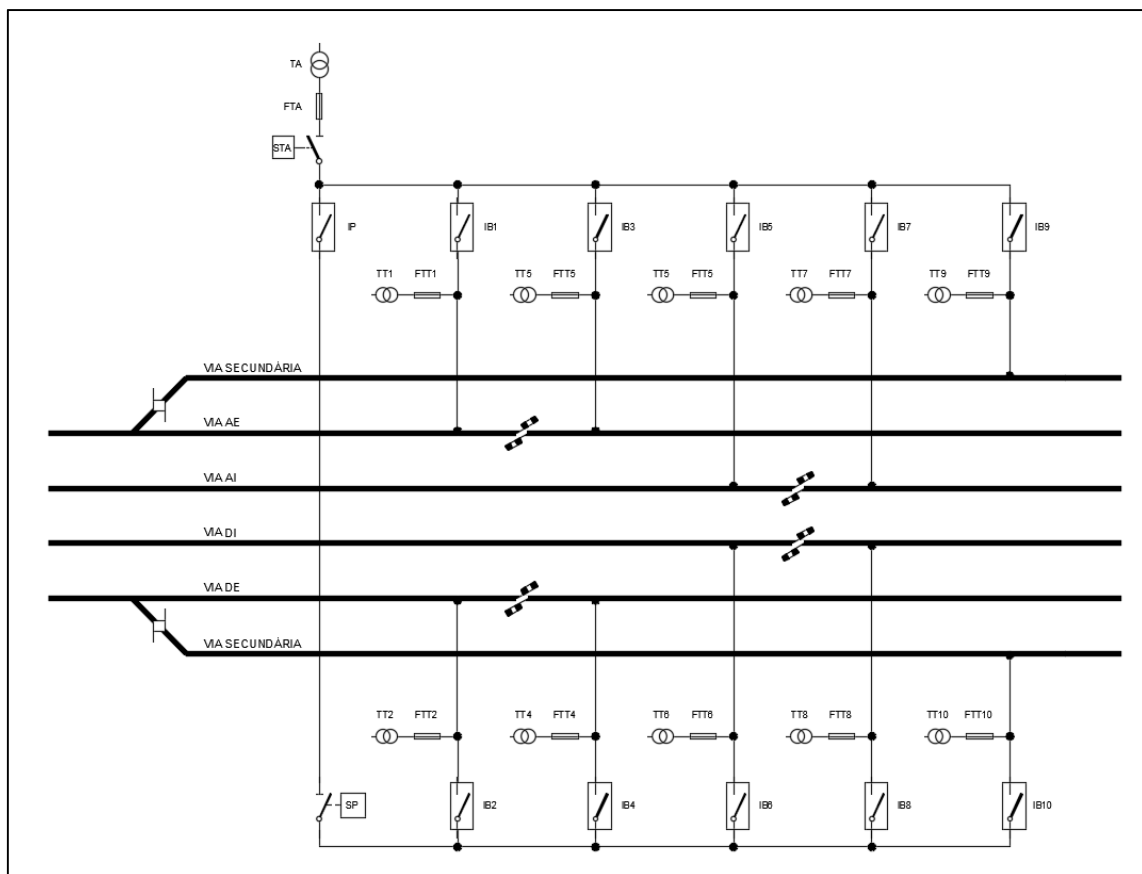 TA
FTA
STA
IP IB1 IB3 IB5 IB7 IB9
TT1 FTT1 TT5 FTT5 TT5 FTT5 TT7 FTT7 TT9 FTT9
VIA SECUNDÁRIA
VIA AE
VIA AI
VIA DI
VIA DE
VIA SECUNDÁRIA
TT2 FTT2 TT4 FTT4 TT6 FTT6 TT8 FTT8 TT10 FTT10
SP IB2 IB4 IB6 IB8 IB10